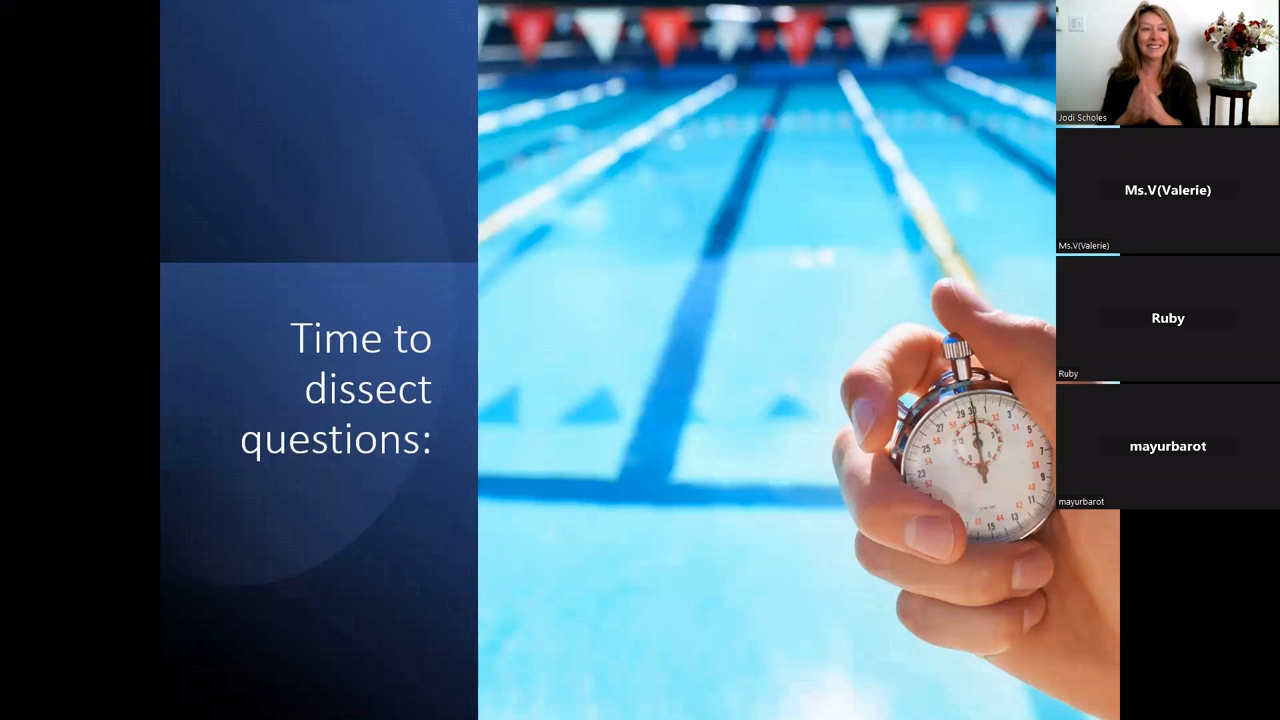 Time to
dissect
questions:
Jodi Scholes
Ms.V(Valerie)
Ms.V(Valerie)
Ruby
Ruby
mayurbarot
mayurbarot